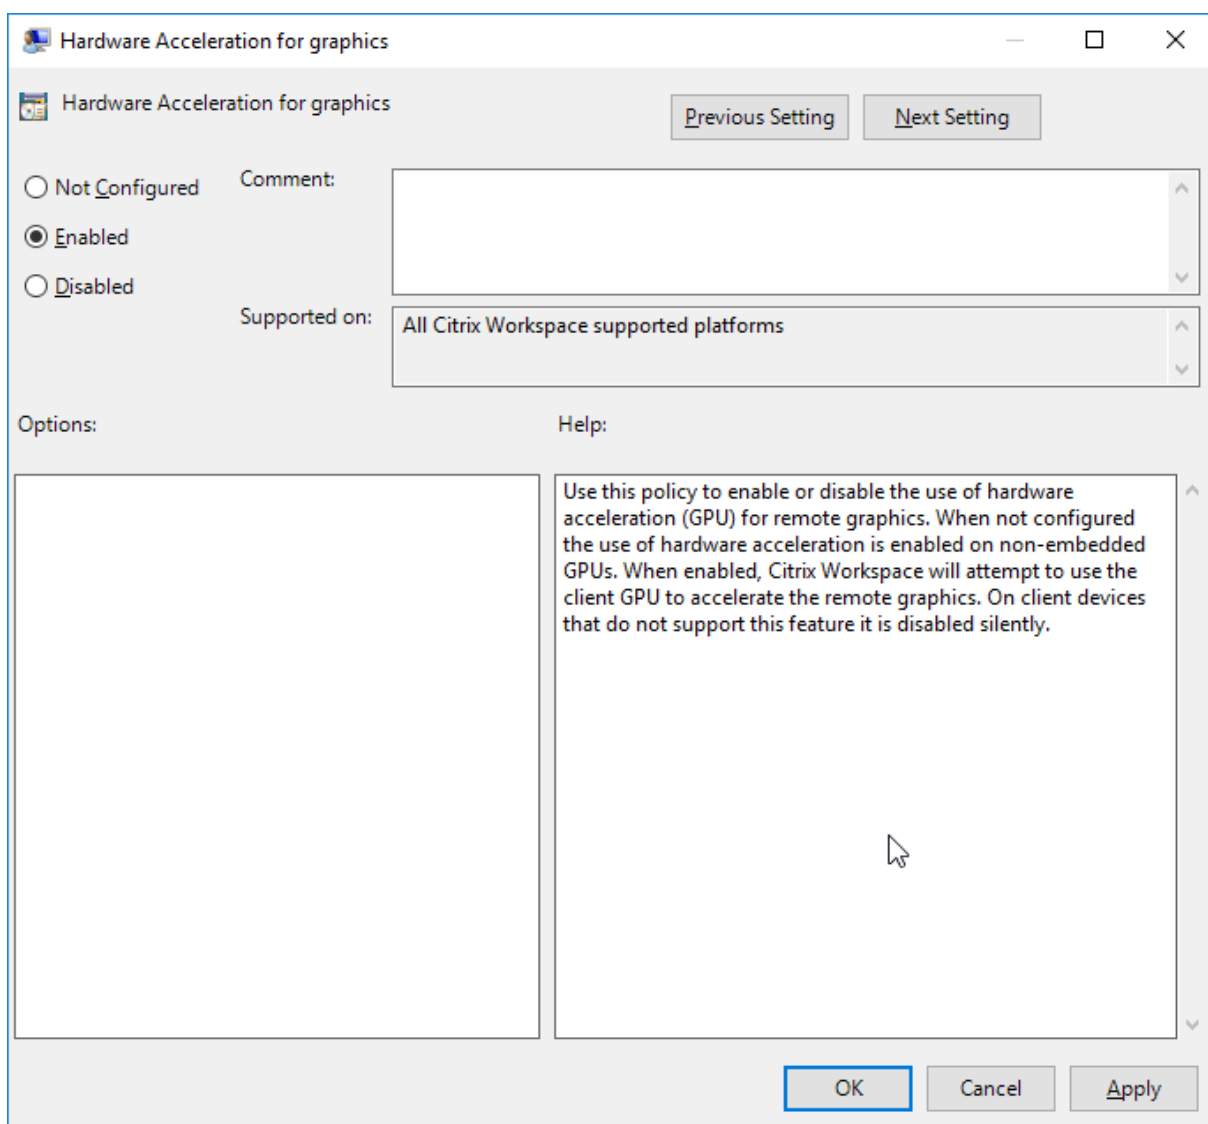 Hardware Acceleration for graphics
Hardware Acceleration for graphics
Previous Setting
Next Setting
Not Configured
Comment:
Enabled
Disabled
Supported on:
All Citrix Workspace supported platforms
Options:
Help:
Use this policy to enable or disable the use of hardware
acceleration (GPU) for remote graphics. When not configured
the use of hardware acceleration is enabled on non-embedded
GPUs. When enabled, Citrix Workspace will attempt to use the
client GPU to accelerate the remote graphics. On client devices
that do not support this feature it is disabled silently.
OK
Cancel
Apply